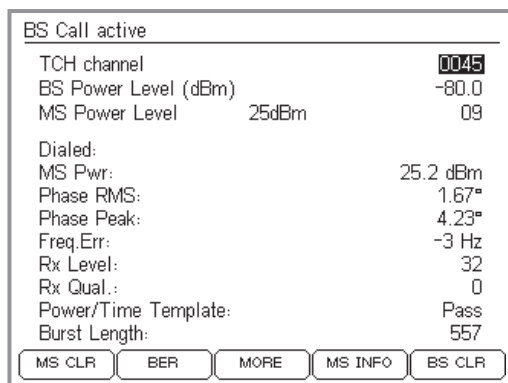 BS Call active
TCH channel 0045
BS Power Level (dBm) -80.0
MS Power Level 25dBm 09
Dialed:
MS Pwr: 25.2 dBm
Phase RMS: 1.67°
Phase Peak: 4.23°
Freq.Err: -3 Hz
Rx Level: 32
Rx Qual.: 0
Power/Time Template: Pass
Burst Length: 557
MS CLR BER MORE MS INFO BS CLR